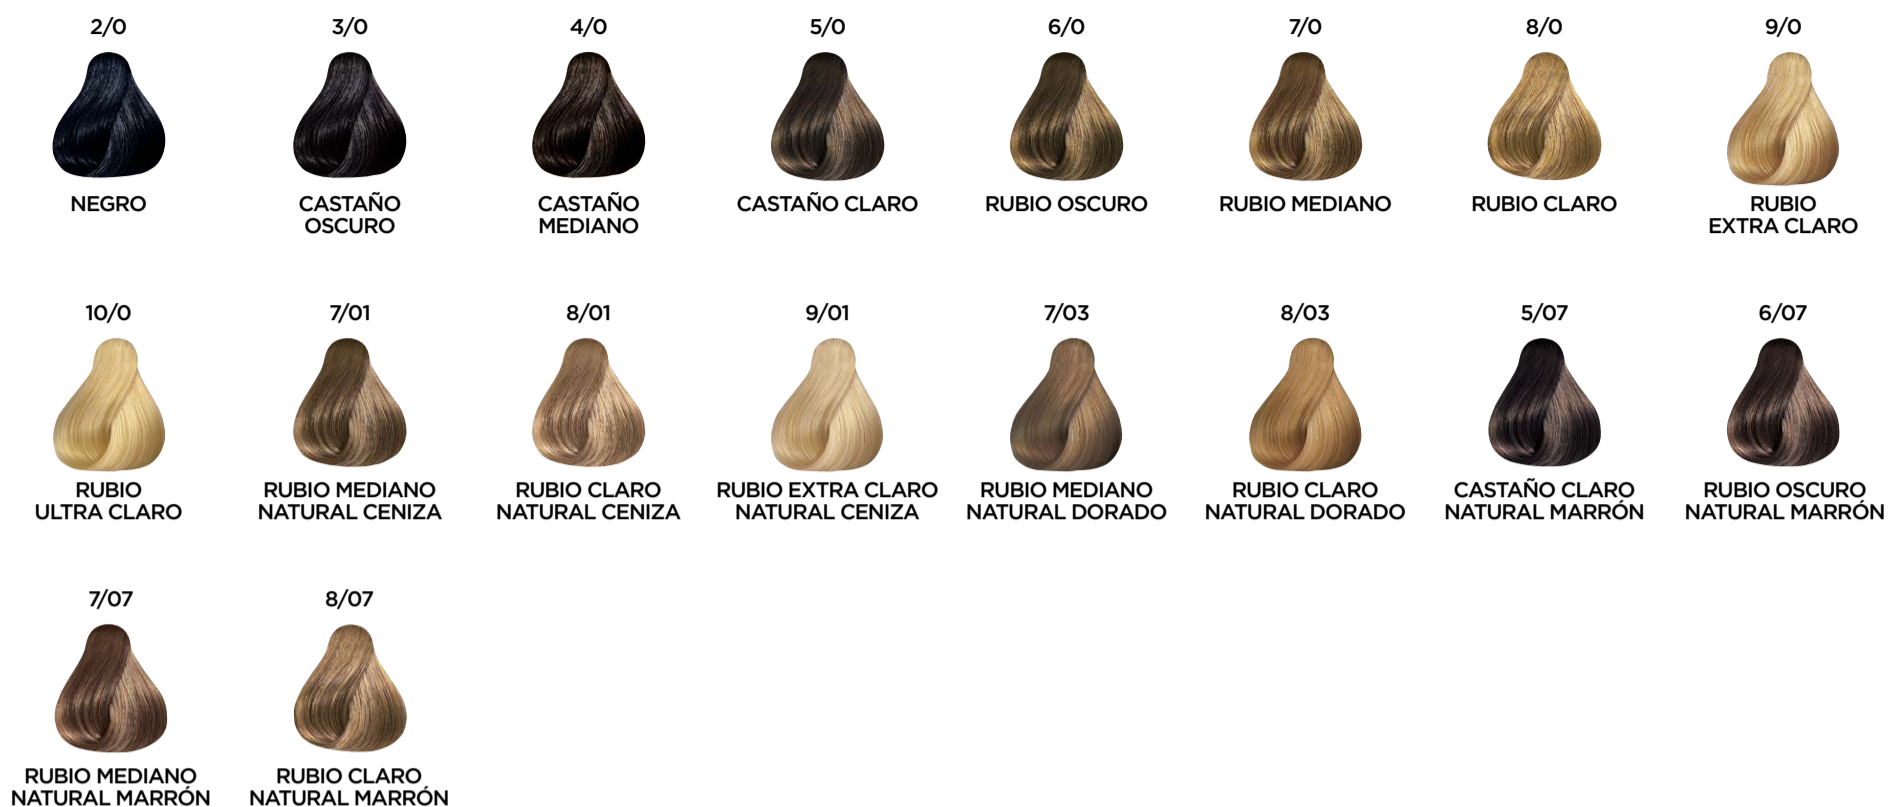 2/0
3/0
4/0
5/0
6/0
7/0
8/0
9/0
NEGRO
CASTAÑO
OSCURO
CASTAÑO
MEDIANO
CASTAÑO CLARO
RUBIO OSCURO
RUBIO MEDIANO
RUBIO CLARO
RUBIO
EXTRA CLARO
10/0
7/01
8/01
9/01
7/03
8/03
5/07
6/07
RUBIO
ULTRA CLARO
RUBIO MEDIANO
NATURAL CENIZA
RUBIO CLARO
NATURAL CENIZA
RUBIO EXTRA CLARO
NATURAL CENIZA
RUBIO MEDIANO
NATURAL DORADO
RUBIO CLARO
NATURAL DORADO
CASTAÑO CLARO
NATURAL MARRÓN
RUBIO OSCURO
NATURAL MARRÓN
7/07
8/07
RUBIO MEDIANO
NATURAL MARRÓN
RUBIO CLARO
NATURAL MARRÓN